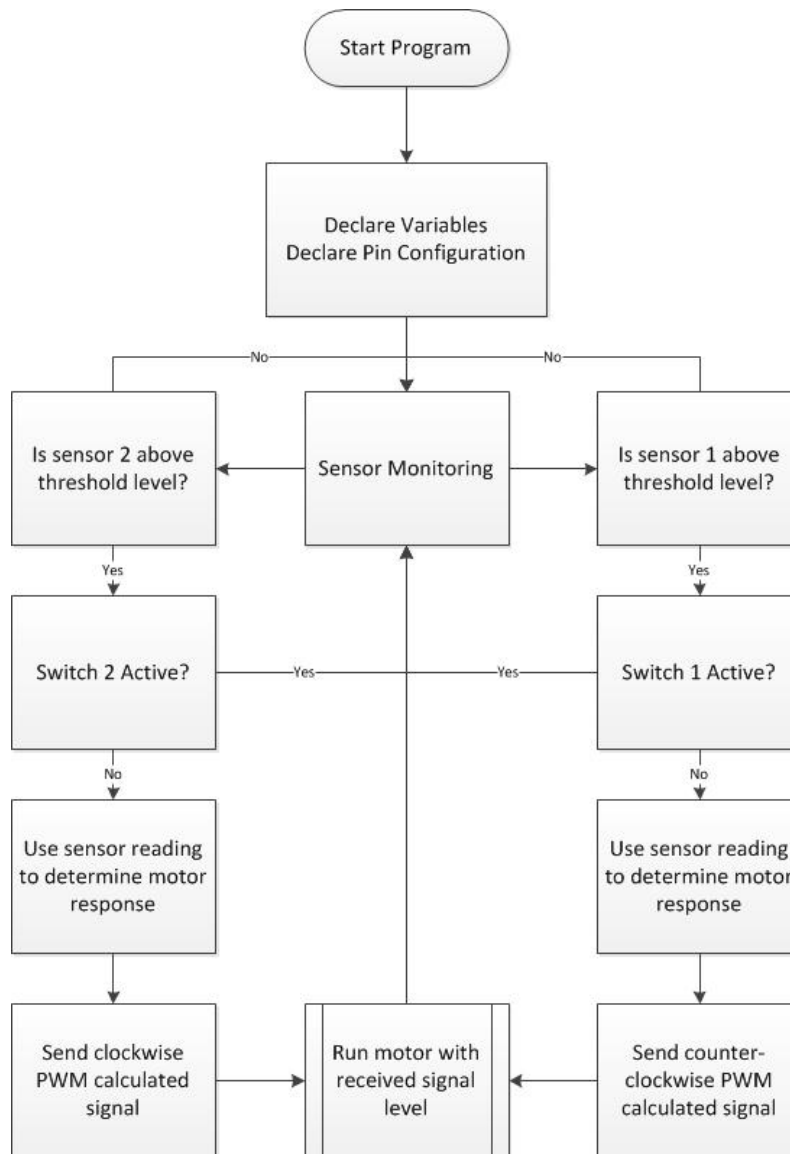 Start Program
Declare Variables
Declare Pin Configuration
No
No
Is sensor 2 above
threshold level?
Sensor Monitoring
Is sensor 1 above
threshold level?
Yes
Yes
Switch 2 Active?
Yes
Yes
Switch 1 Active?
No
No
Use sensor reading
to determine motor
response
Use sensor reading
to determine motor
response
Send clockwise
PWM calculated
signal
Run motor with
received signal
level
Send counter-
clockwise PWM
calculated signal